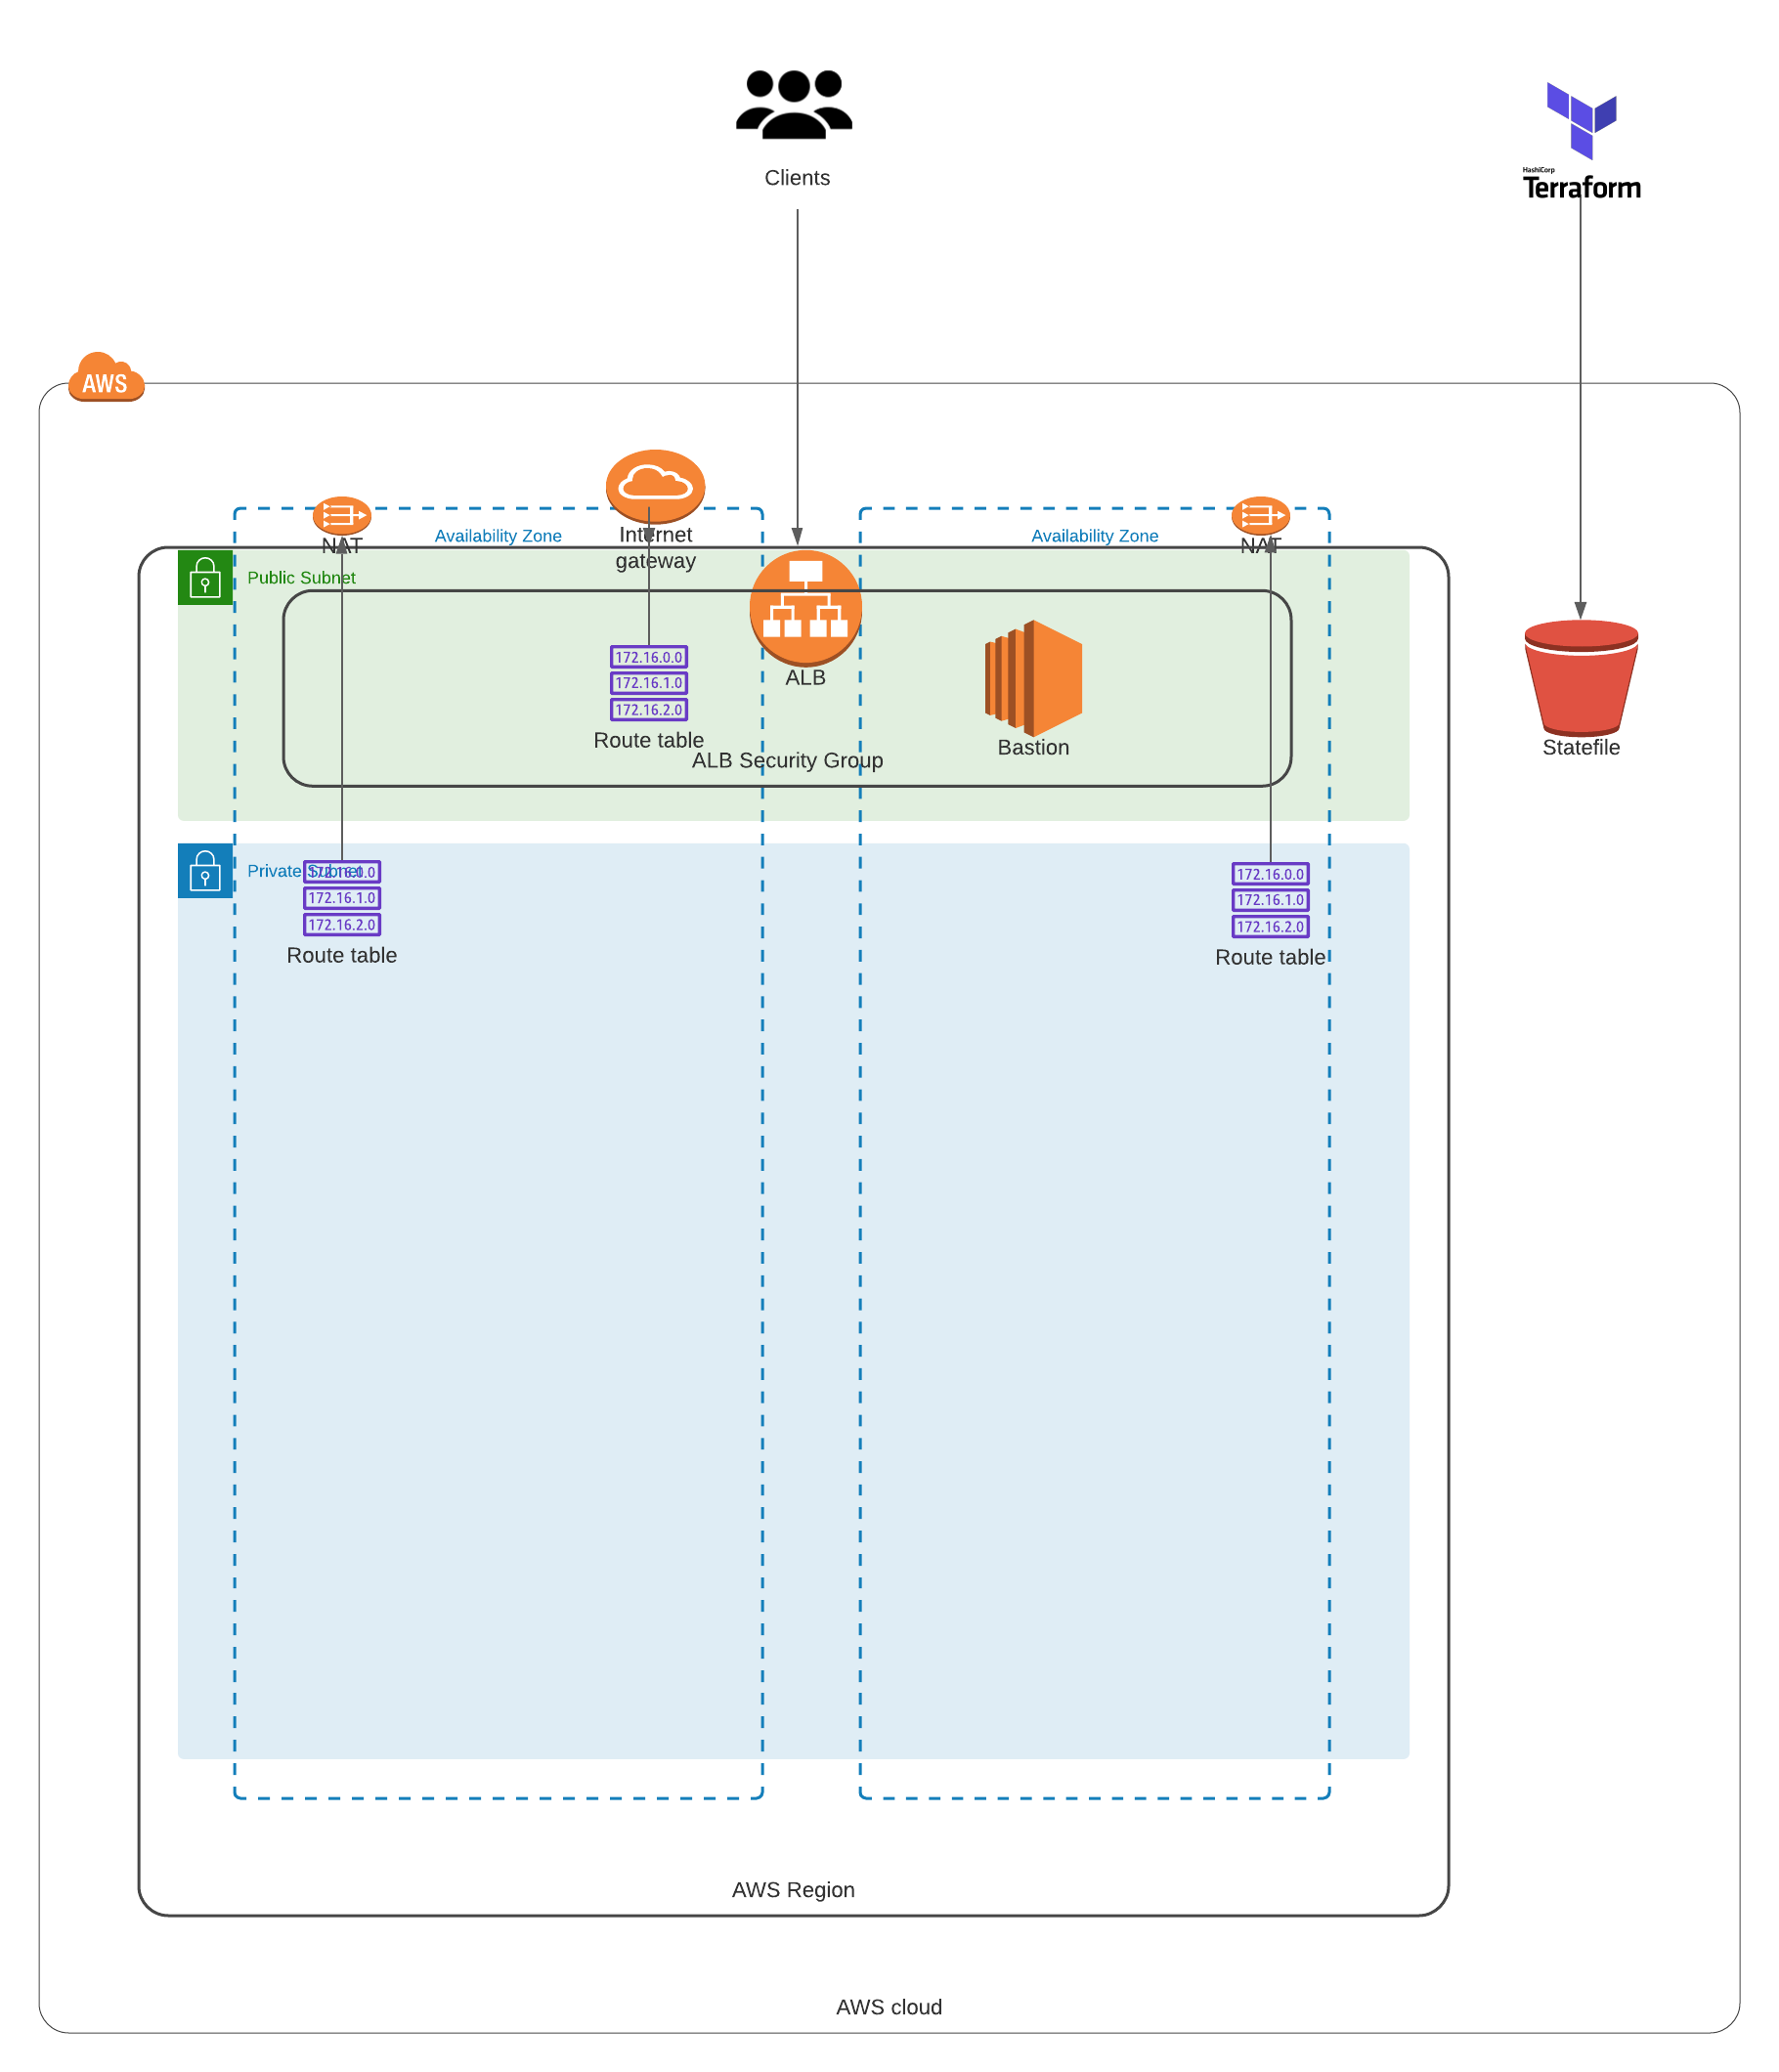 Clients
HashiCorp
Terraform
AWS
Internet
gateway
NAT
Availability Zone
Availability Zone
NAT
Public Subnet
172.16.0.0
172.16.1.0
172.16.2.0
Route table
ALB
ALB Security Group
Bastion
Statefile
Private Subnet
172.16.0.0
172.16.1.0
172.16.2.0
Route table
172.16.0.0
172.16.1.0
172.16.2.0
Route table
AWS Region
AWS cloud